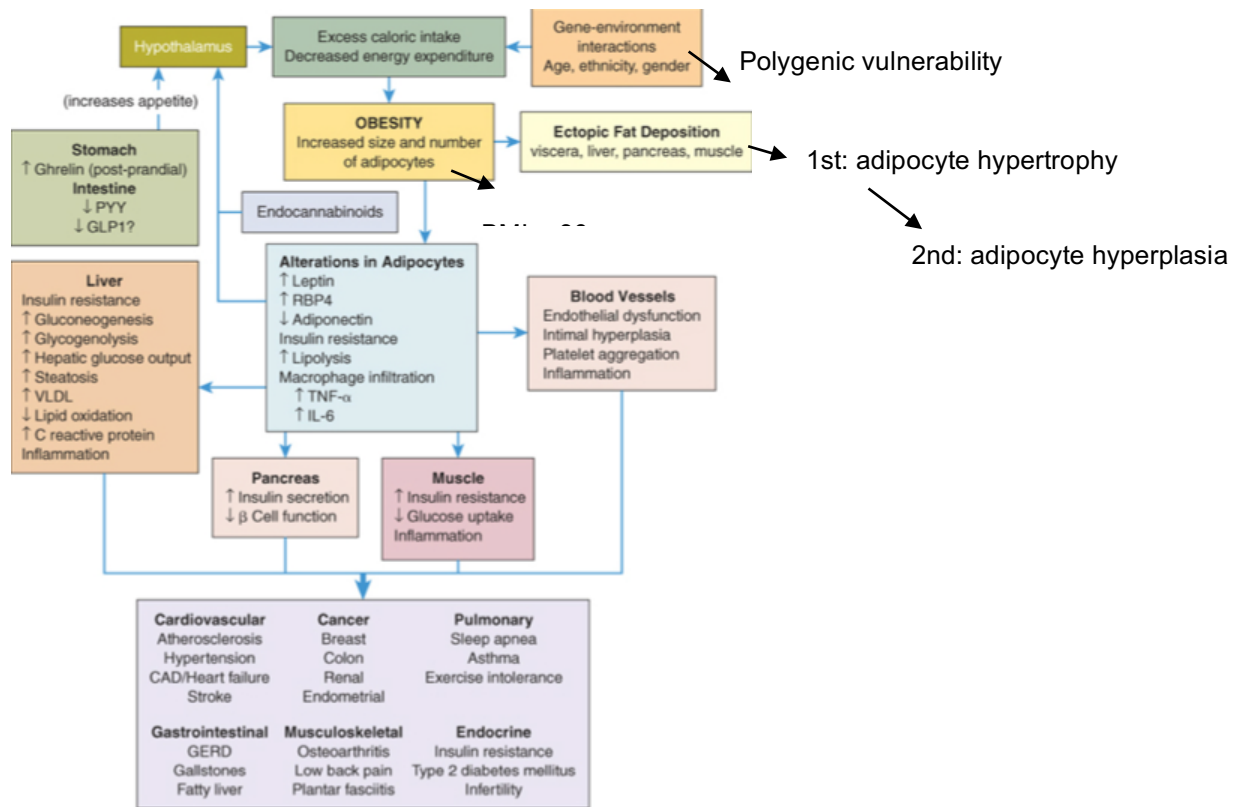 Hypothalamus
Excess caloric intake
Decreased energy expenditure
Gene-environment
interactions
Age, ethnicity, gender
Polygenic vulnerability
(increases appetite)
OBESITY
Increased size and number
of adipocytes
Ectopic Fat Deposition
viscera, liver, pancreas, muscle
1st: adipocyte hypertrophy
2nd: adipocyte hyperplasia
Stomach
↑ Ghrelin (post-prandial)
Intestine
↓ PYY
↓ GLP1?
Endocannabinoids
Liver
Insulin resistance
↑ Gluconeogenesis
↑ Glycogenolysis
↑ Hepatic glucose output
↑ Steatosis
↑ VLDL
↓ Lipid oxidation
↑ C reactive protein
Inflammation
Alterations in Adipocytes
↑ Leptin
↑ RBP4
↓ Adiponectin
Insulin resistance
↑ Lipolysis
Macrophage infiltration
↑ TNF-α
↑ IL-6
Blood Vessels
Endothelial dysfunction
Intimal hyperplasia
Platelet aggregation
Inflammation
Pancreas
↑ Insulin secretion
↓ β Cell function
Muscle
↑ Insulin resistance
↓ Glucose uptake
Inflammation
Cardiovascular
Atherosclerosis
Hypertension
CAD/Heart failure
Stroke
Cancer
Breast
Colon
Renal
Endometrial
Pulmonary
Sleep apnea
Asthma
Exercise intolerance
Gastrointestinal
GERD
Gallstones
Fatty liver
Musculoskeletal
Osteoarthritis
Low back pain
Plantar fasciitis
Endocrine
Insulin resistance
Type 2 diabetes mellitus
Infertility